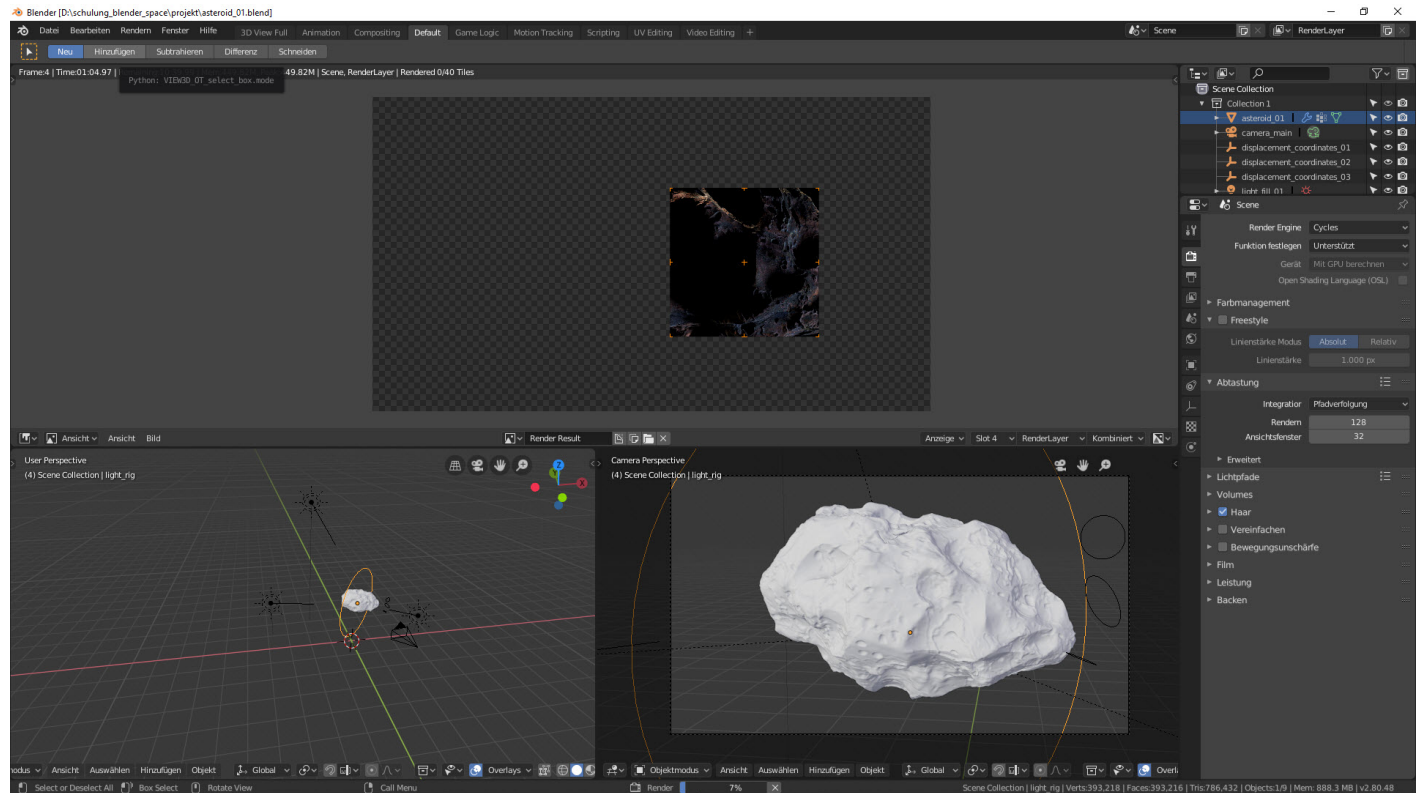 Blender [D:\schulung_blender_space\projekt\asteroid_01.blend]
Datei Bearbeiten Rendern Fenster Hilfe 3D View Full Animation Compositing Default Game Logic Motion Tracking Scripting UV Editing Video Editing + Scene RenderLayer
Neu Hinzufügen Subtrahieren Differenz Schneiden
Frame:4 | Time:01:04.97 | 49.82M | Scene, RenderLayer | Rendered 0/40 Tiles
Python: VIEW3D_OT_select_box.mode
Scene Collection
Collection 1
asteroid_01
camera_main
displacement_coordinates_01
displacement_coordinates_02
displacement_coordinates_03
light_fill_01
Scene
Render Engine Cycles
Funktion festlegen Unterstützt
Gerät Mit GPU berechnen
Open Shading Language (OSL)
Farbmanagement
Freestyle
Linienstärke Modus Absolut Relativ
Linienstärke 1.000 px
Abtastung
Integratior Pfadverfolgung
Rendern 128
Ansichtsfenster 32
Erweitert
Lichtpfade
Volumes
Haar
Vereinfachen
Bewegungsunschärfe
Film
Leistung
Backen
Ansicht Ansicht Bild Render Result Anzeige Slot 4 RenderLayer Kombiniert
User Perspective
(4) Scene Collection | light_rig
Z
X
Camera Perspective
(4) Scene Collection | light_rig
modus Ansicht Auswählen Hinzufügen Objekt Global Overlays
Objektmodus Ansicht Auswählen Hinzufügen Objekt Global Overl
Select or Deselect All Box Select Rotate View Call Menu Render 7% Scene Collection | light_rig | Verts:393,218 | Faces:393,216 | Tris:786,432 | Objects:1/9 | Mem: 888.3 MB | v2.80.48